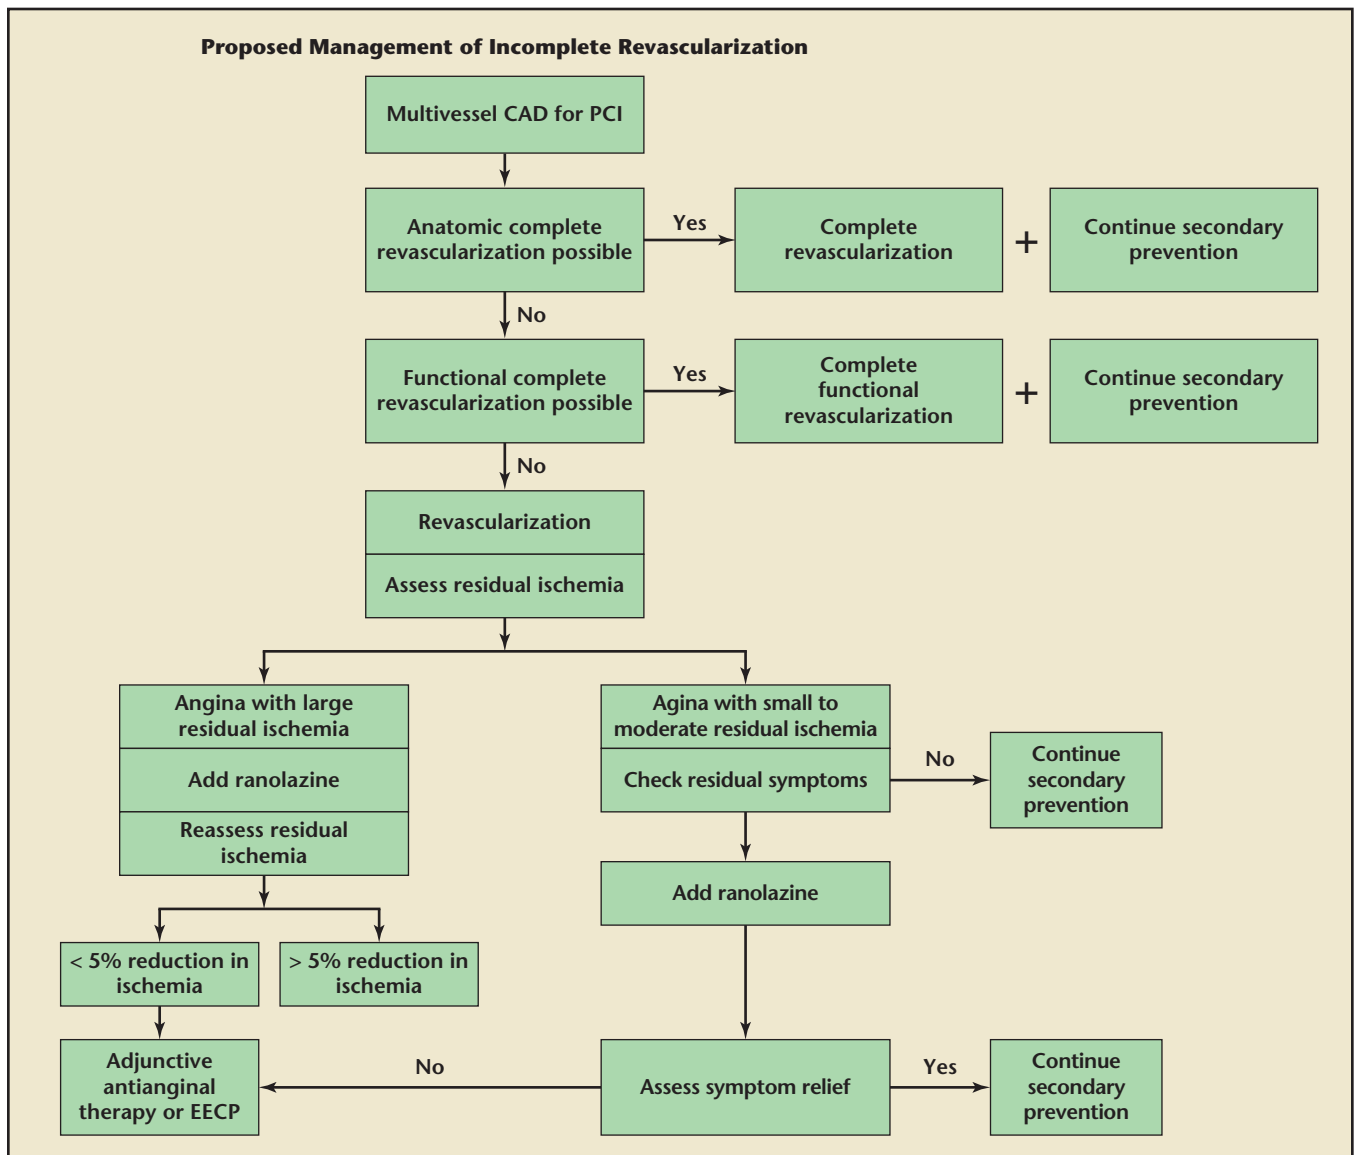 Proposed Management of Incomplete Revascularization
Multivessel CAD for PCI
Anatomic complete
revascularization possible
Yes
Complete
revascularization
+
Continue secondary
prevention
No
Functional complete
revascularization possible
Yes
Complete
functional
revascularization
+
Continue secondary
prevention
No
Revascularization
Assess residual ischemia
Angina with large
residual ischemia
Add ranolazine
Reassess residual
ischemia
Agina with small to
moderate residual ischemia
Check residual symptoms
No
Continue
secondary
prevention
Add ranolazine
< 5% reduction in
ischemia
> 5% reduction in
ischemia
Adjunctive
antianginal
therapy or EECP
No
Assess symptom relief
Yes
Continue
secondary
prevention